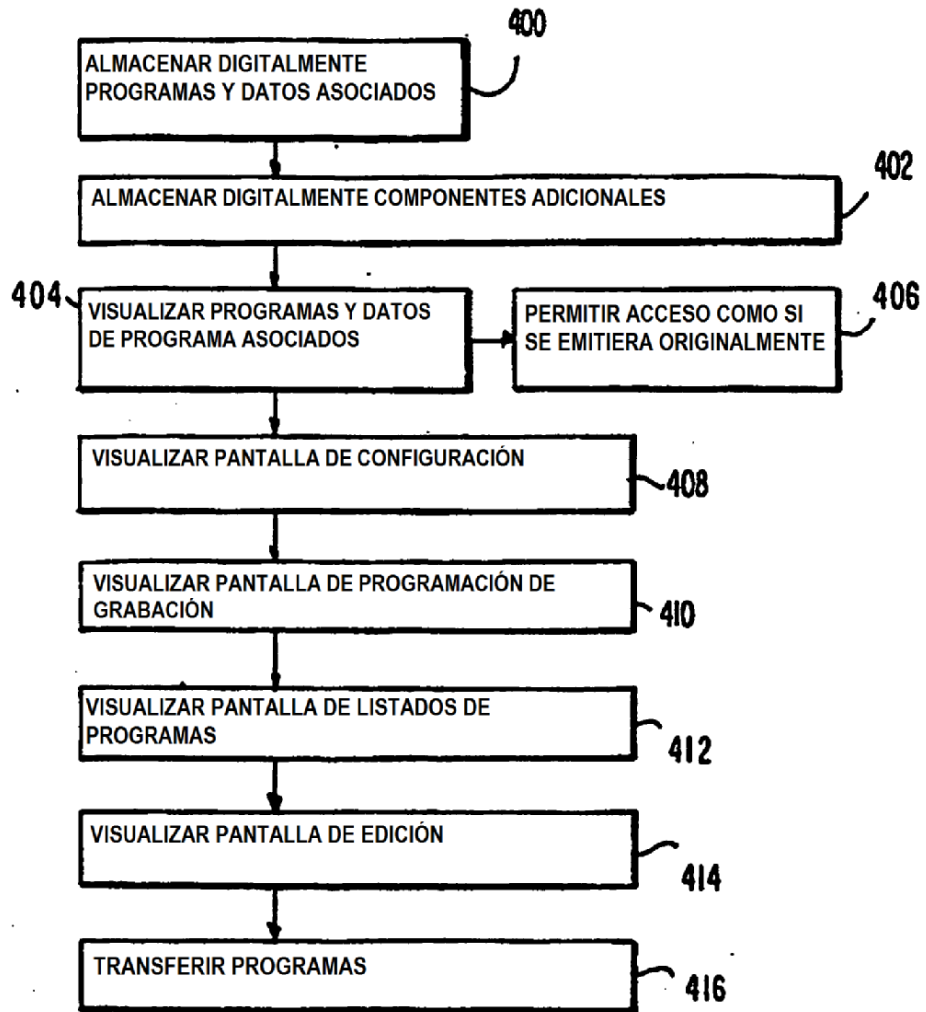 400
ALMACENAR DIGITALMENTE
PROGRAMAS Y DATOS ASOCIADOS
402
ALMACENAR DIGITALMENTE COMPONENTES ADICIONALES
404
VISUALIZAR PROGRAMAS Y DATOS
DE PROGRAMA ASOCIADOS
406
PERMITIR ACCESO COMO SI
SE EMITIERA ORIGINALMENTE
VISUALIZAR PANTALLA DE CONFIGURACIÓN
408
VISUALIZAR PANTALLA DE PROGRAMACIÓN DE
GRABACIÓN
410
VISUALIZAR PANTALLA DE LISTADOS DE
PROGRAMAS
412
VISUALIZAR PANTALLA DE EDICIÓN
414
TRANSFERIR PROGRAMAS
416